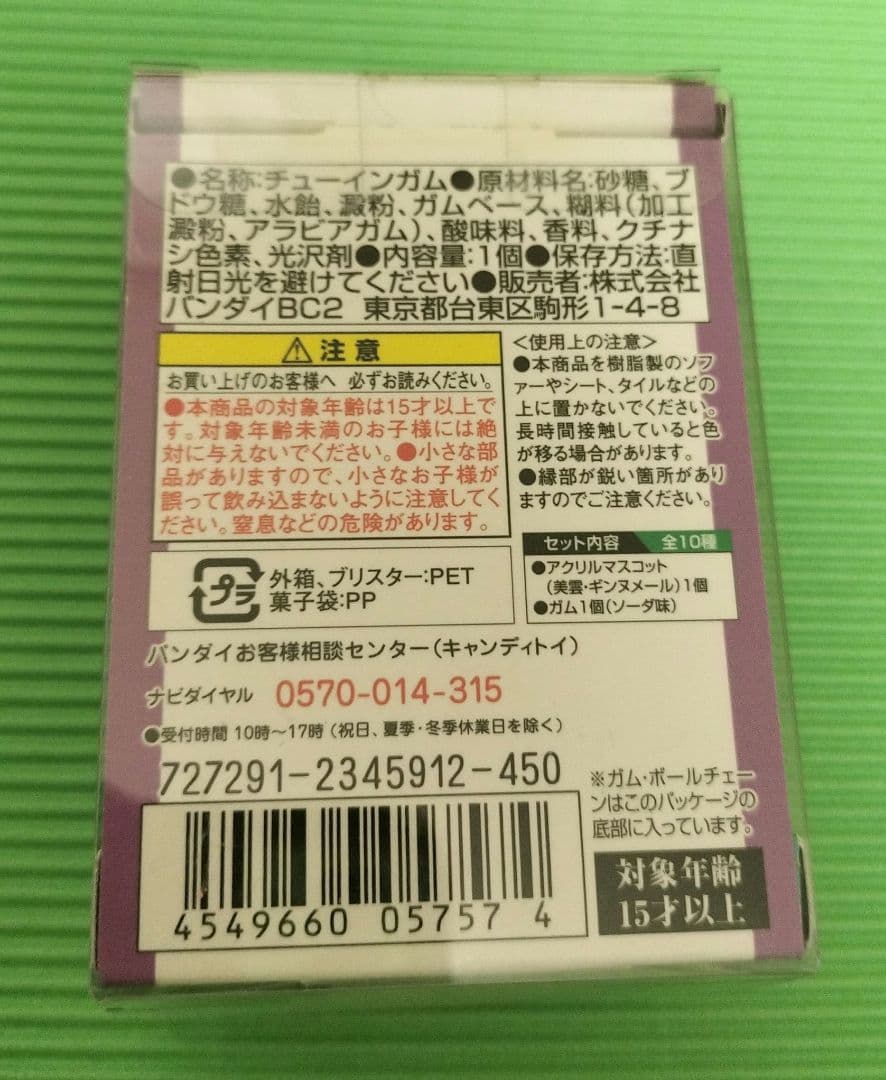 ●名称:チューインガム●原材料名:砂糖、ブ
ドウ糖、水飴、澱粉、ガムベース、糊料(加工
澱粉、アラビアガム)、酸味料、香料、クチナ
シ色素、光沢剤●内容量:1個●保存方法:直
射日光を避けてください●販売者:株式会社
バンダイBC2 東京都台東区駒形1-4-8
⚠注意
お買い上げのお客様へ 必ずお読みください。
●本商品の対象年齢は15才以上で
す。対象年齢未満のお子様には絶
対に与えないでください。●小さな部
品がありますので、小さなお子様が
誤って飲み込まないように注意してく
ださい。窒息などの危険があります。
<使用上の注意>
●本商品を樹脂製のソフ
ァーやシート、タイルなどの
上に置かないでください。
長時間接触していると色
が移る場合があります。
●縁部が鋭い箇所があり
ますのでご注意ください。
セット内容 全10種
●アクリルマスコット
(美雲・ギンヌメール)1個
●ガム1個(ソーダ味)
プラ
外箱、ブリスター:PET
菓子袋:PP
バンダイお客様相談センター(キャンディトイ)
ナビダイヤル 0570-014-315
●受付時間 10時〜17時(祝日、夏季・冬季休業日を除く)
727291-2345912-450
※ガム・ボールチェー
ンはこのパッケージの
底部に入っています。
4549660 05757 4
対象年齢
15才以上